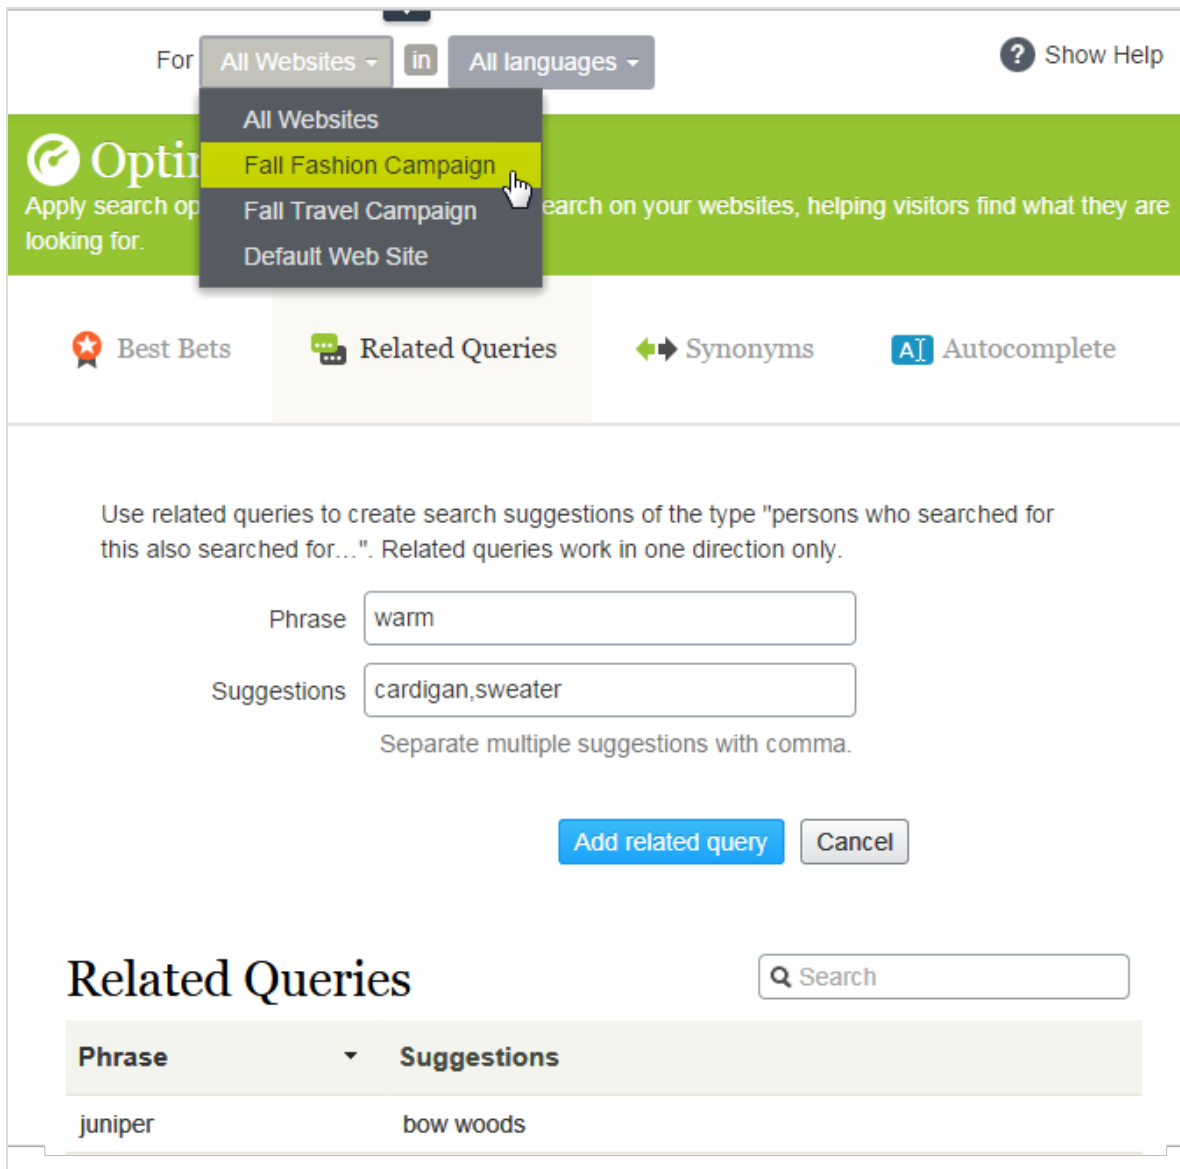 For All Websites in All languages Show Help
All Websites
Fall Fashion Campaign
Fall Travel Campaign
Default Web Site
Apply search on your websites, helping visitors find what they are
looking for.
Best Bets Related Queries Synonyms Autocomplete
Use related queries to create search suggestions of the type "persons who searched for
this also searched for...". Related queries work in one direction only.
Phrase warm
Suggestions cardigan,sweater
Separate multiple suggestions with comma.
Add related query Cancel
Related Queries Search
Phrase Suggestions
juniper bow woods